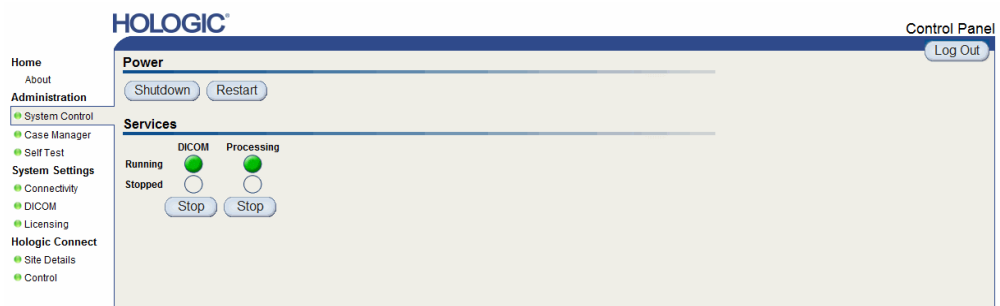 HOLOGIC®
Control Panel
Log Out
Home
About
Administration
System Control
Case Manager
Self Test
System Settings
Connectivity
DICOM
Licensing
Hologic Connect
Site Details
Control
Power
Shutdown Restart
Services
DICOM Processing
Running
Stopped
Stop Stop